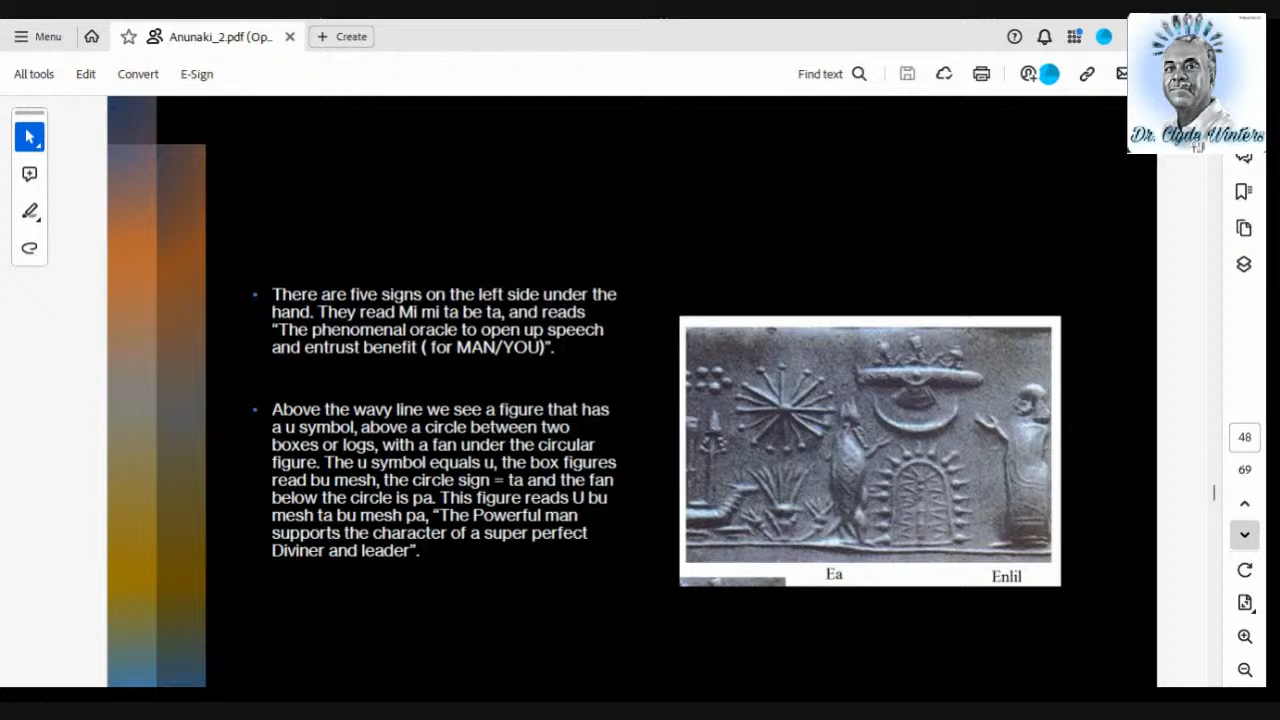 Menu
Anunaki_2.pdf (Op...
Create
All tools
Edit
Convert
E-Sign
Find text
Dr. Clyde Winters
There are five signs on the left side under the
hand. They read Mi mi ta be ta, and reads
“The phenomenal oracle to open up speech
and entrust benefit ( for MAN/YOU)”.
Above the wavy line we see a figure that has
a u symbol, above a circle between two
boxes or logs, with a fan under the circular
figure. The u symbol equals u, the box figures
read bu mesh, the circle sign = ta and the fan
below the circle is pa. This figure reads U bu
mesh ta bu mesh pa, “The Powerful man
supports the character of a super perfect
Diviner and leader”.
Ea
Enlil
48
69